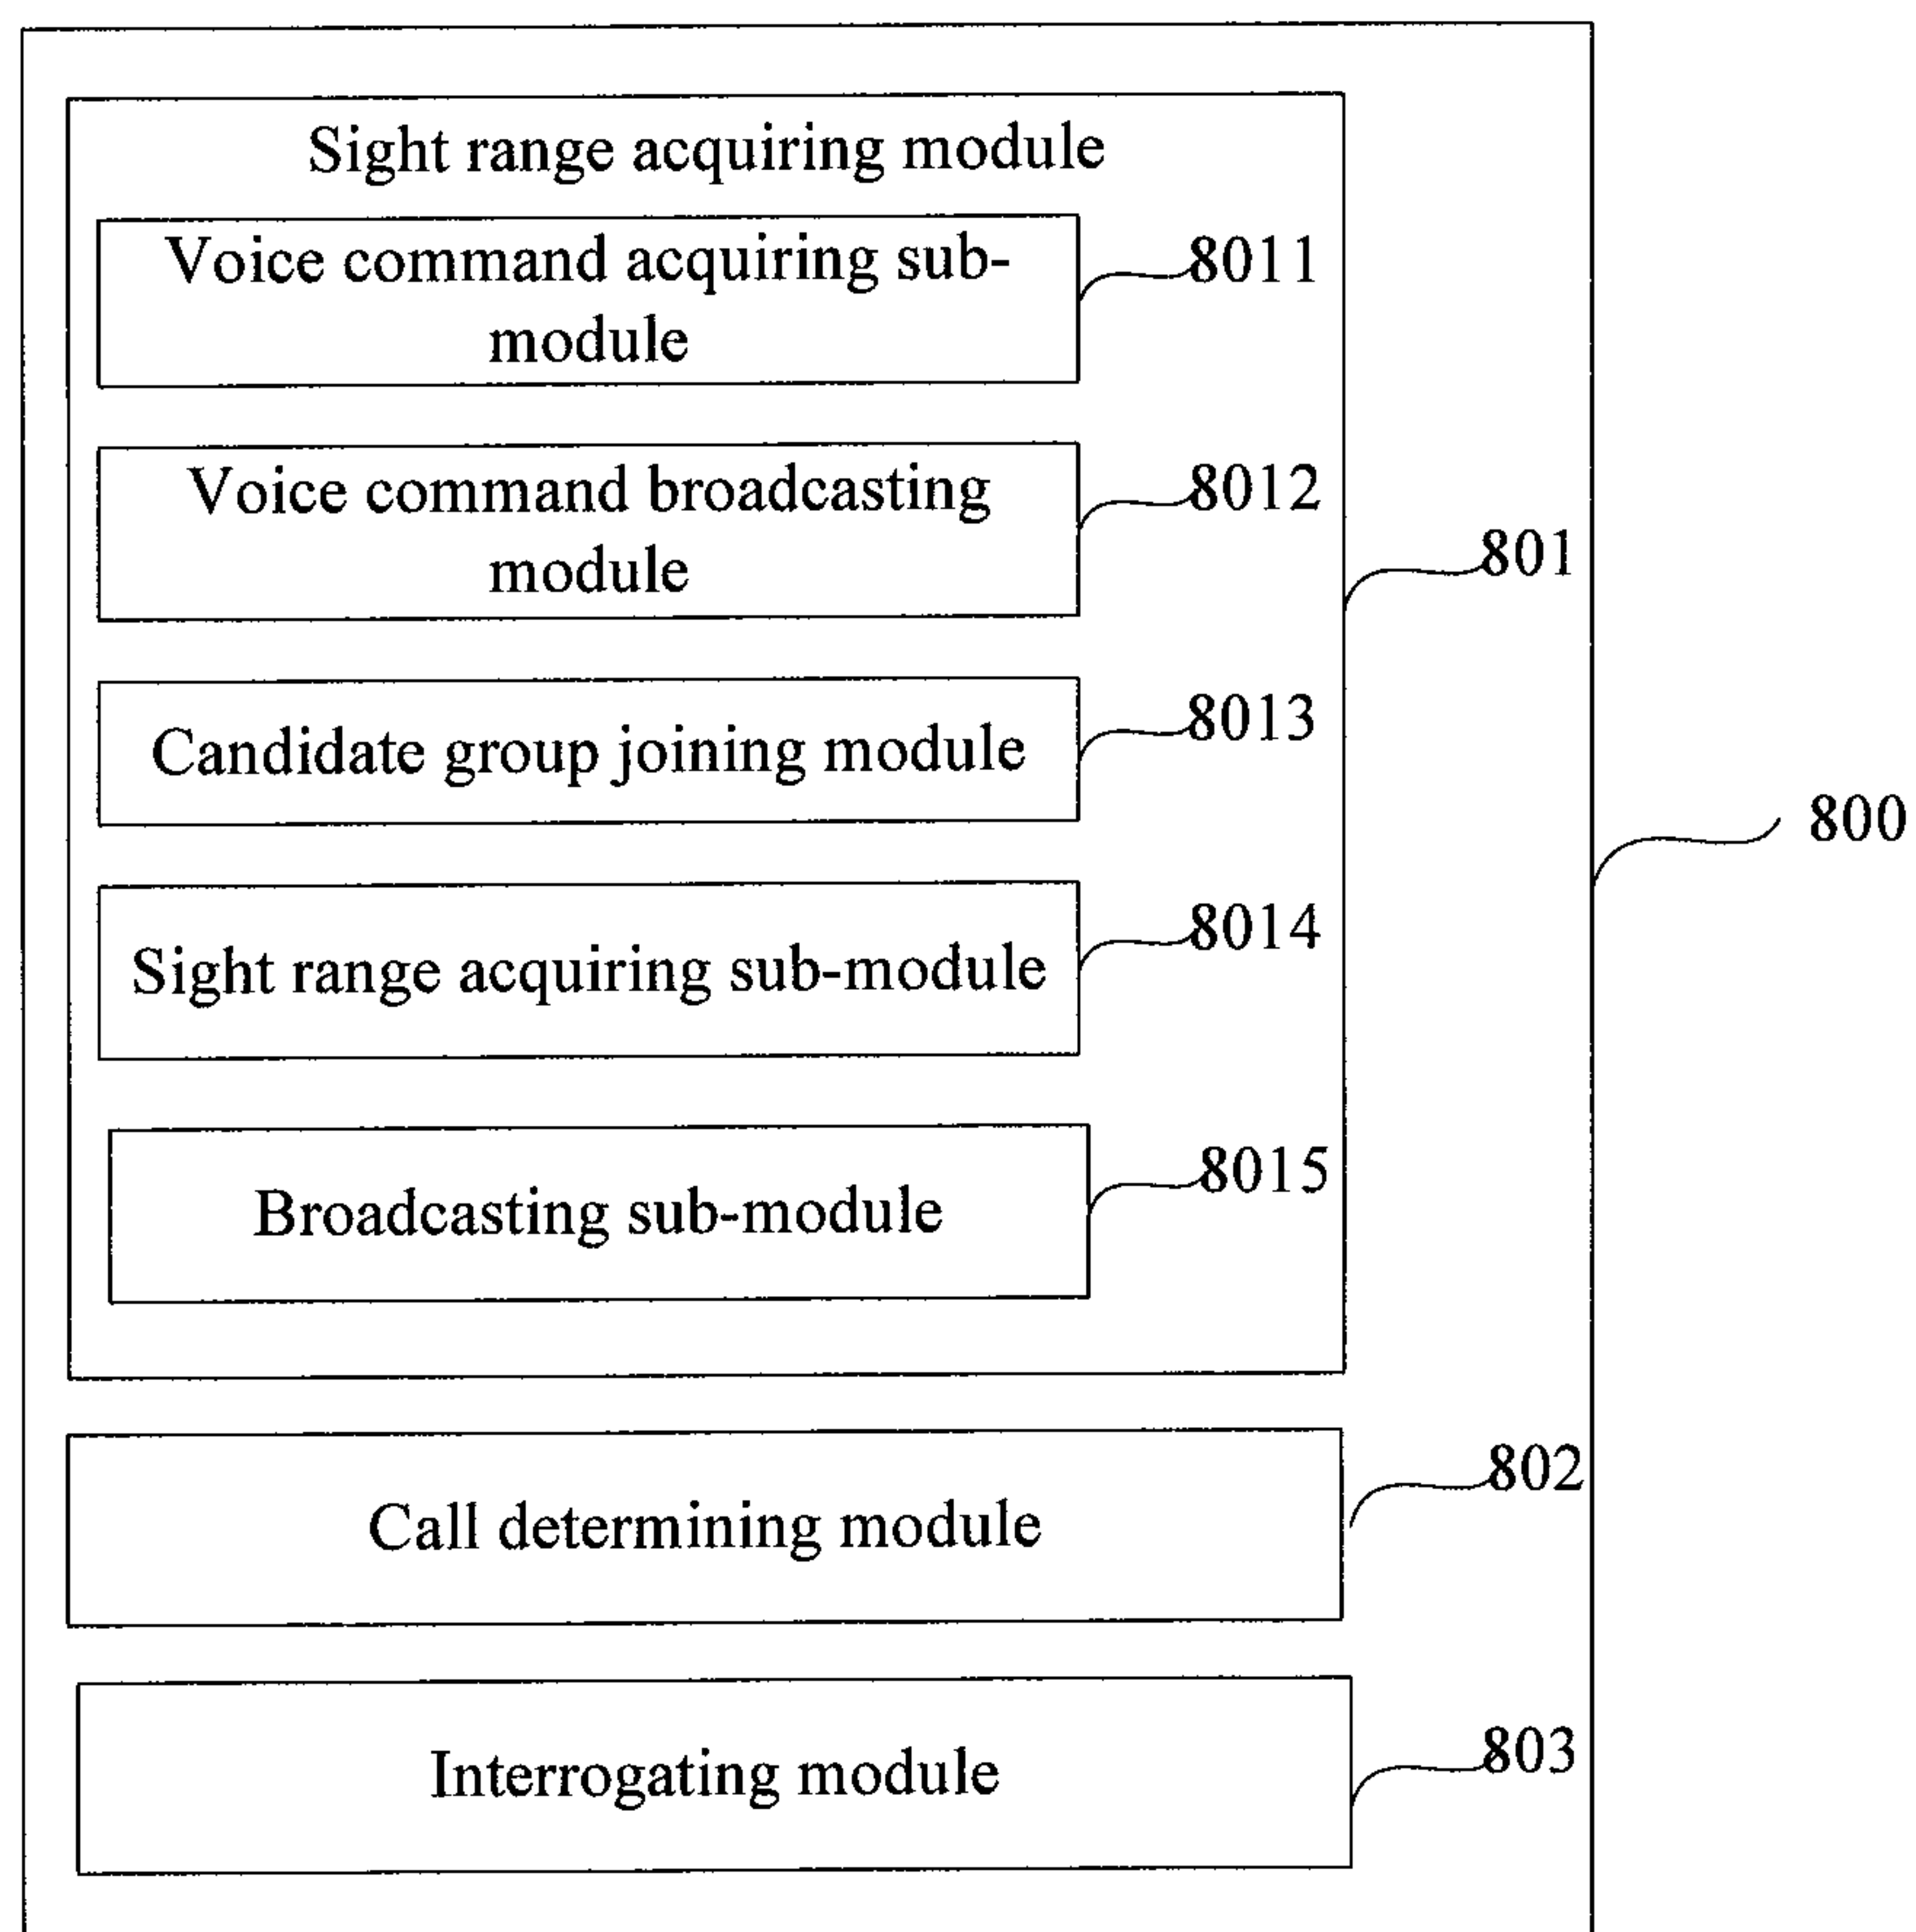 Sight range acquiring module
Voice command acquiring sub-
module
8011
Voice command broadcasting
module
8012
801
Candidate group joining module
8013
800
Sight range acquiring sub-module
8014
Broadcasting sub-module
8015
Call determining module
802
Interrogating module
803